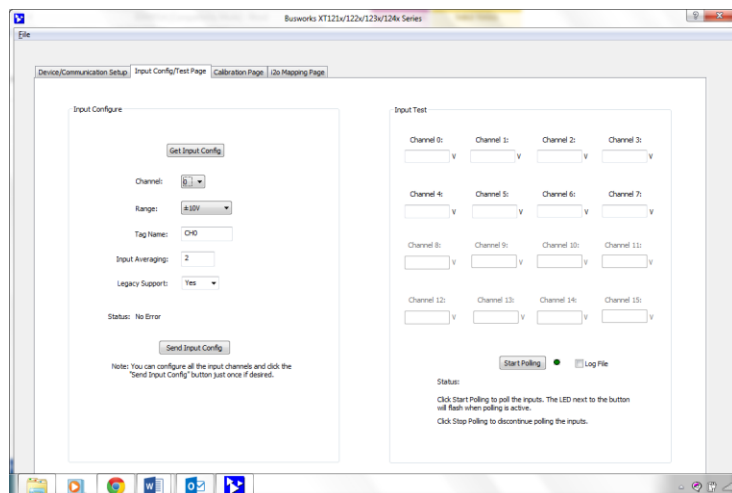 Busworks XT121x/122x/123x/124x Series
File
Device/Communication Setup
Input Config/Test Page
Calibration Page
i2o Mapping Page
Input Configure
Get Input Config
Channel: 0
Range: ±10V
Tag Name: CH0
Input Averaging: 2
Legacy Support: Yes
Status: No Error
Send Input Config
Note: You can configure all the input channels and click the
"Send Input Config" button just once if desired.
Input Test
Channel 0: Channel 1: Channel 2: Channel 3:
V V V V
Channel 4: Channel 5: Channel 6: Channel 7:
V V V V
Channel 8: Channel 9: Channel 10: Channel 11:
V V V V
Channel 12: Channel 13: Channel 14: Channel 15:
V V V V
Start Polling Log File
Status:
Click Start Polling to poll the inputs. The LED next to the button
will flash when polling is active.
Click Stop Polling to discontinue polling the inputs.